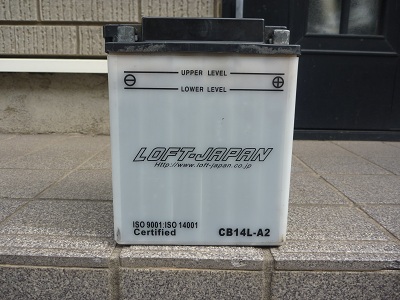 UPPER LEVEL
LOWER LEVEL
LOFT-JAPAN
Http://www.loft-japan.co.jp
ISO 9001:ISO 14001
Certified
CB14L-A2